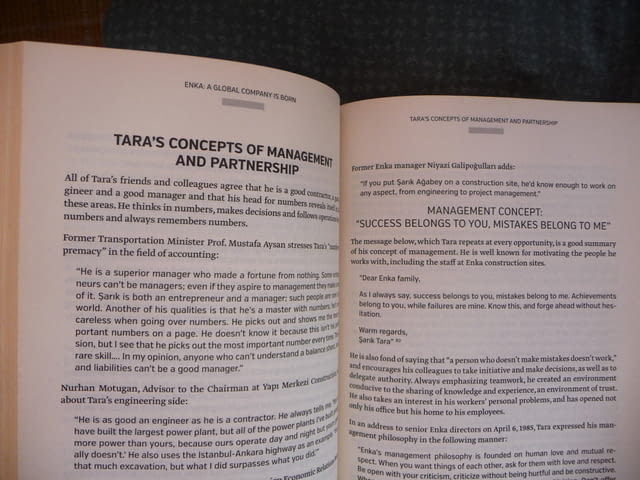 ENKA: A GLOBAL COMPANY IS BORN
TARA'S CONCEPTS OF MANAGEMENT
AND PARTNERSHIP
All of Tara's friends and colleagues agree that he is a good contractor, a
gineer and a good manager and that his head for numbers reveals itself
these areas. He thinks in numbers, makes decisions and follows
numbers and always remembers numbers.
Former Transportation Minister Prof. Mustafa Aysan stresses Tara's
premacy" in the field of accounting:
"He is a superior manager who made a fortune from nothing. Some
neurs can't be managers; even if they aspire to management they
of it. Şarık is both an entrepreneur and a manager; such people are
world. Another of his qualities is that he's a master with numbers,
careless when going over numbers. He picks out and shows me the
portant numbers on a page. He doesn't know it because this isn't his
sion, but I see that he picks out the most important number every time
rare skill.... In my opinion, anyone who can't understand a balance sheet,
and liabilities can't be a good manager."
Nurhan Motugan, Advisor to the Chairman at Yapı Merkezi
about Tara's engineering side:
"He is as good an engineer as he is a contractor. He always tells me,
have built the largest power plant, but all of the power plants I've built
more power than yours, because ours operate day and night but
ally doesn't.' He also uses the Istanbul-Ankara highway as an example
that much excavation, but what I did surpasses what you did.'"
Economic
TARA'S CONCEPTS OF MANAGEMENT AND PARTNERSHIP
Former Enka manager Niyazi Galipoğulları adds:
"If you put Şarık Ağabey on a construction site, he'd know enough to work on
any aspect, from engineering to project management."
MANAGEMENT CONCEPT:
"SUCCESS BELONGS TO YOU, MISTAKES BELONG TO ME"
The message below, which Tara repeats at every opportunity, is a good summary
of his concept of management. He is well known for motivating the people he
works with, including the staff at Enka construction sites.
"Dear Enka family,
As I always say, success belongs to you, mistakes belong to me. Achievements
belong to you, while failures are mine. Know this, and forge ahead without hes-
itation.
Warm regards,
Şarık Tara"
He is also fond of saying that "a person who doesn't make mistakes doesn't work,"
and encourages his colleagues to take initiative and make decisions, as well as to
delegate authority. Always emphasizing teamwork, he created an environment
conducive to the sharing of knowledge and experience, an environment of trust.
He also takes an interest in his workers' personal problems, and has opened not
only his office but his home to his employees.
In an address to senior Enka directors on April 6, 1985, Tara expressed his man-
agement philosophy in the following manner:
"Enka's management philosophy is founded on human love and mutual re-
spect. When you want things of each other, ask for them with love and respect.
Be open with your criticism, criticize without being hurtful and be constructive.